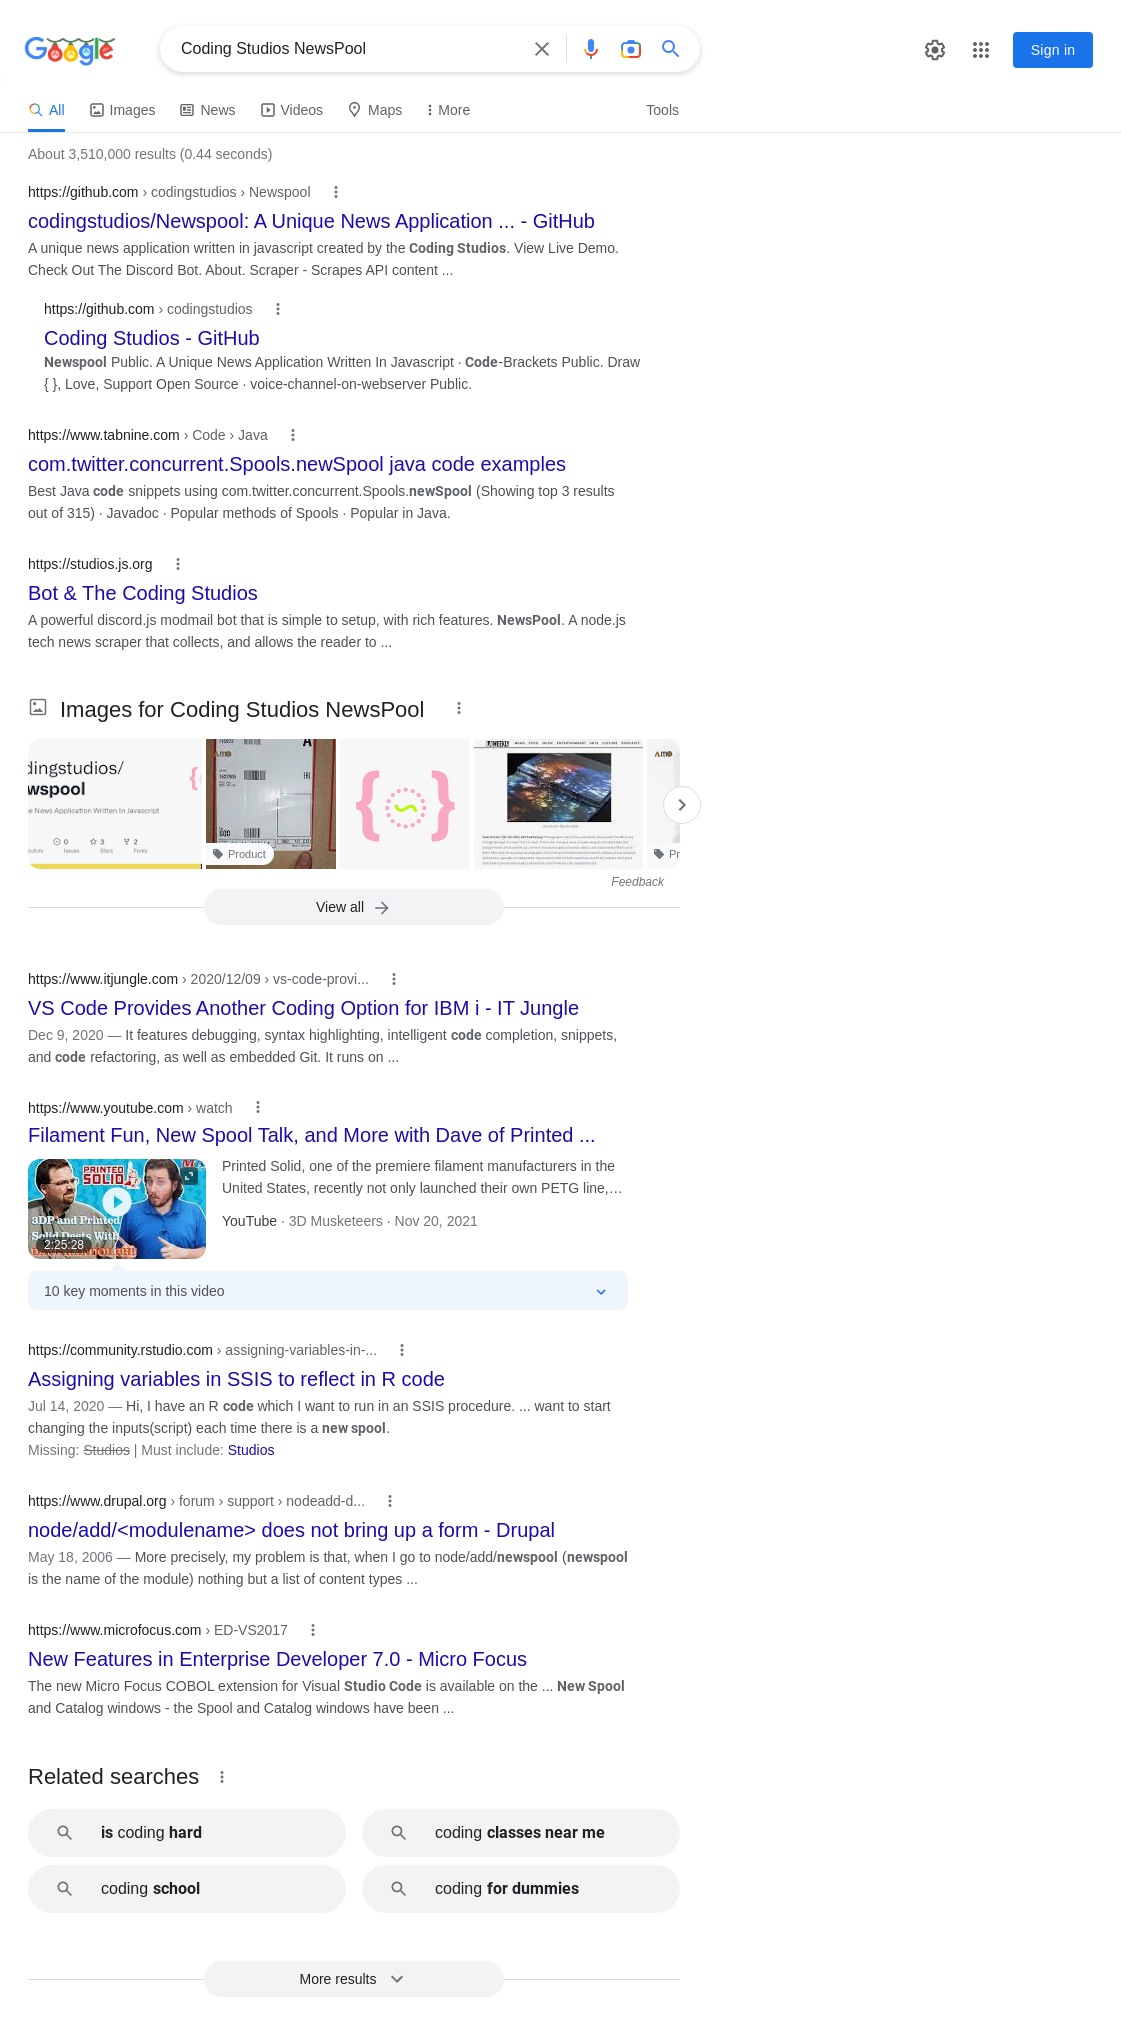 Google
Coding Studios NewsPool
Sign in
All
Images
News
Videos
Maps
More
Tools
About 3,510,000 results (0.44 seconds)
https://github.com › codingstudios › Newspool
codingstudios/Newspool: A Unique News Application ... - GitHub
A unique news application written in javascript created by the Coding Studios. View Live Demo.
Check Out The Discord Bot. About. Scraper - Scrapes API content ...
https://github.com › codingstudios
Coding Studios - GitHub
Newspool Public. A Unique News Application Written In Javascript · Code-Brackets Public. Draw
{ }, Love, Support Open Source · voice-channel-on-webserver Public.
https://www.tabnine.com › Code › Java
com.twitter.concurrent.Spools.newSpool java code examples
Best Java code snippets using com.twitter.concurrent.Spools.newSpool (Showing top 3 results
out of 315) · Javadoc · Popular methods of Spools · Popular in Java.
https://studios.js.org
Bot & The Coding Studios
A powerful discord.js modmail bot that is simple to setup, with rich features. NewsPool. A node.js
tech news scraper that collects, and allows the reader to ...
Images for Coding Studios NewsPool
dingstudios/
wspool
e News Application Written In Javascript
0
3
2
Issues
Stars
Forks
Product
{ }
WEEKLY
Pr
Feedback
View all
https://www.itjungle.com › 2020/12/09 › vs-code-provi...
VS Code Provides Another Coding Option for IBM i - IT Jungle
Dec 9, 2020 — It features debugging, syntax highlighting, intelligent code completion, snippets,
and code refactoring, as well as embedded Git. It runs on ...
https://www.youtube.com › watch
Filament Fun, New Spool Talk, and More with Dave of Printed ...
PRINTED
SOLID
3DP and Printed
Solid Deets With
2:25:28
Printed Solid, one of the premiere filament manufacturers in the
United States, recently not only launched their own PETG line,...
YouTube · 3D Musketeers · Nov 20, 2021
10 key moments in this video
https://community.rstudio.com › assigning-variables-in-...
Assigning variables in SSIS to reflect in R code
Jul 14, 2020 — Hi, I have an R code which I want to run in an SSIS procedure. ... want to start
changing the inputs(script) each time there is a new spool.
Missing: Studios | Must include: Studios
https://www.drupal.org › forum › support › nodeadd-d...
node/add/<modulename> does not bring up a form - Drupal
May 18, 2006 — More precisely, my problem is that, when I go to node/add/newspool (newspool
is the name of the module) nothing but a list of content types ...
https://www.microfocus.com › ED-VS2017
New Features in Enterprise Developer 7.0 - Micro Focus
The new Micro Focus COBOL extension for Visual Studio Code is available on the ... New Spool
and Catalog windows - the Spool and Catalog windows have been ...
Related searches
is coding hard
coding classes near me
coding school
coding for dummies
More results